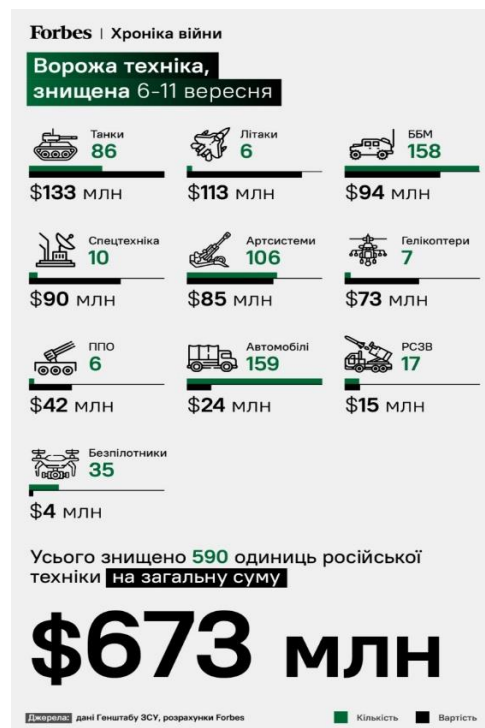 Forbes | Хроніка війни
Ворожа техніка,
знищена 6-11 вересня
Танки
86
$133 млн
Літаки
6
$113 млн
ББМ
158
$94 млн
Спецтехніка
10
$90 млн
Артсистеми
106
$85 млн
Гелікоптери
7
$73 млн
ППО
6
$42 млн
Автомобілі
159
$24 млн
РСЗВ
17
$15 млн
Безпілотники
35
$4 млн
Усього знищено 590 одиниць російської
техніки на загальну суму
$673 млн
Джерела: дані Генштабу ЗСУ, розрахунки Forbes
Кількість
Вартість